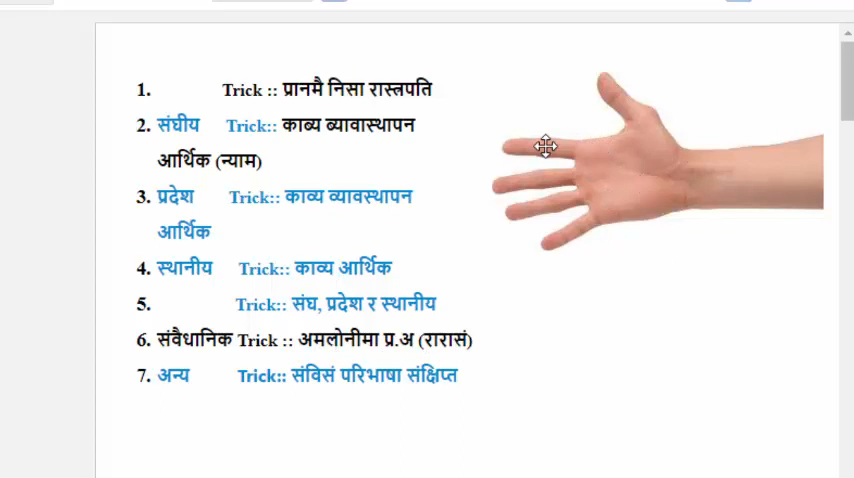 1. Trick :: प्रानमै निसा रास्त्रपति
2. संघीय Trick:: काब्य ब्यावास्थापन
आर्थिक (न्याम)
3. प्रदेश Trick:: काव्य व्यावस्थापन
आर्थिक
4. स्थानीय Trick:: काव्य आर्थिक
5. Trick:: संघ, प्रदेश र स्थानीय
6. संवैधानिक Trick :: अमलोनीमा प्र.अ (रारासं)
7. अन्य Trick:: संविसं परिभाषा संक्षिप्त